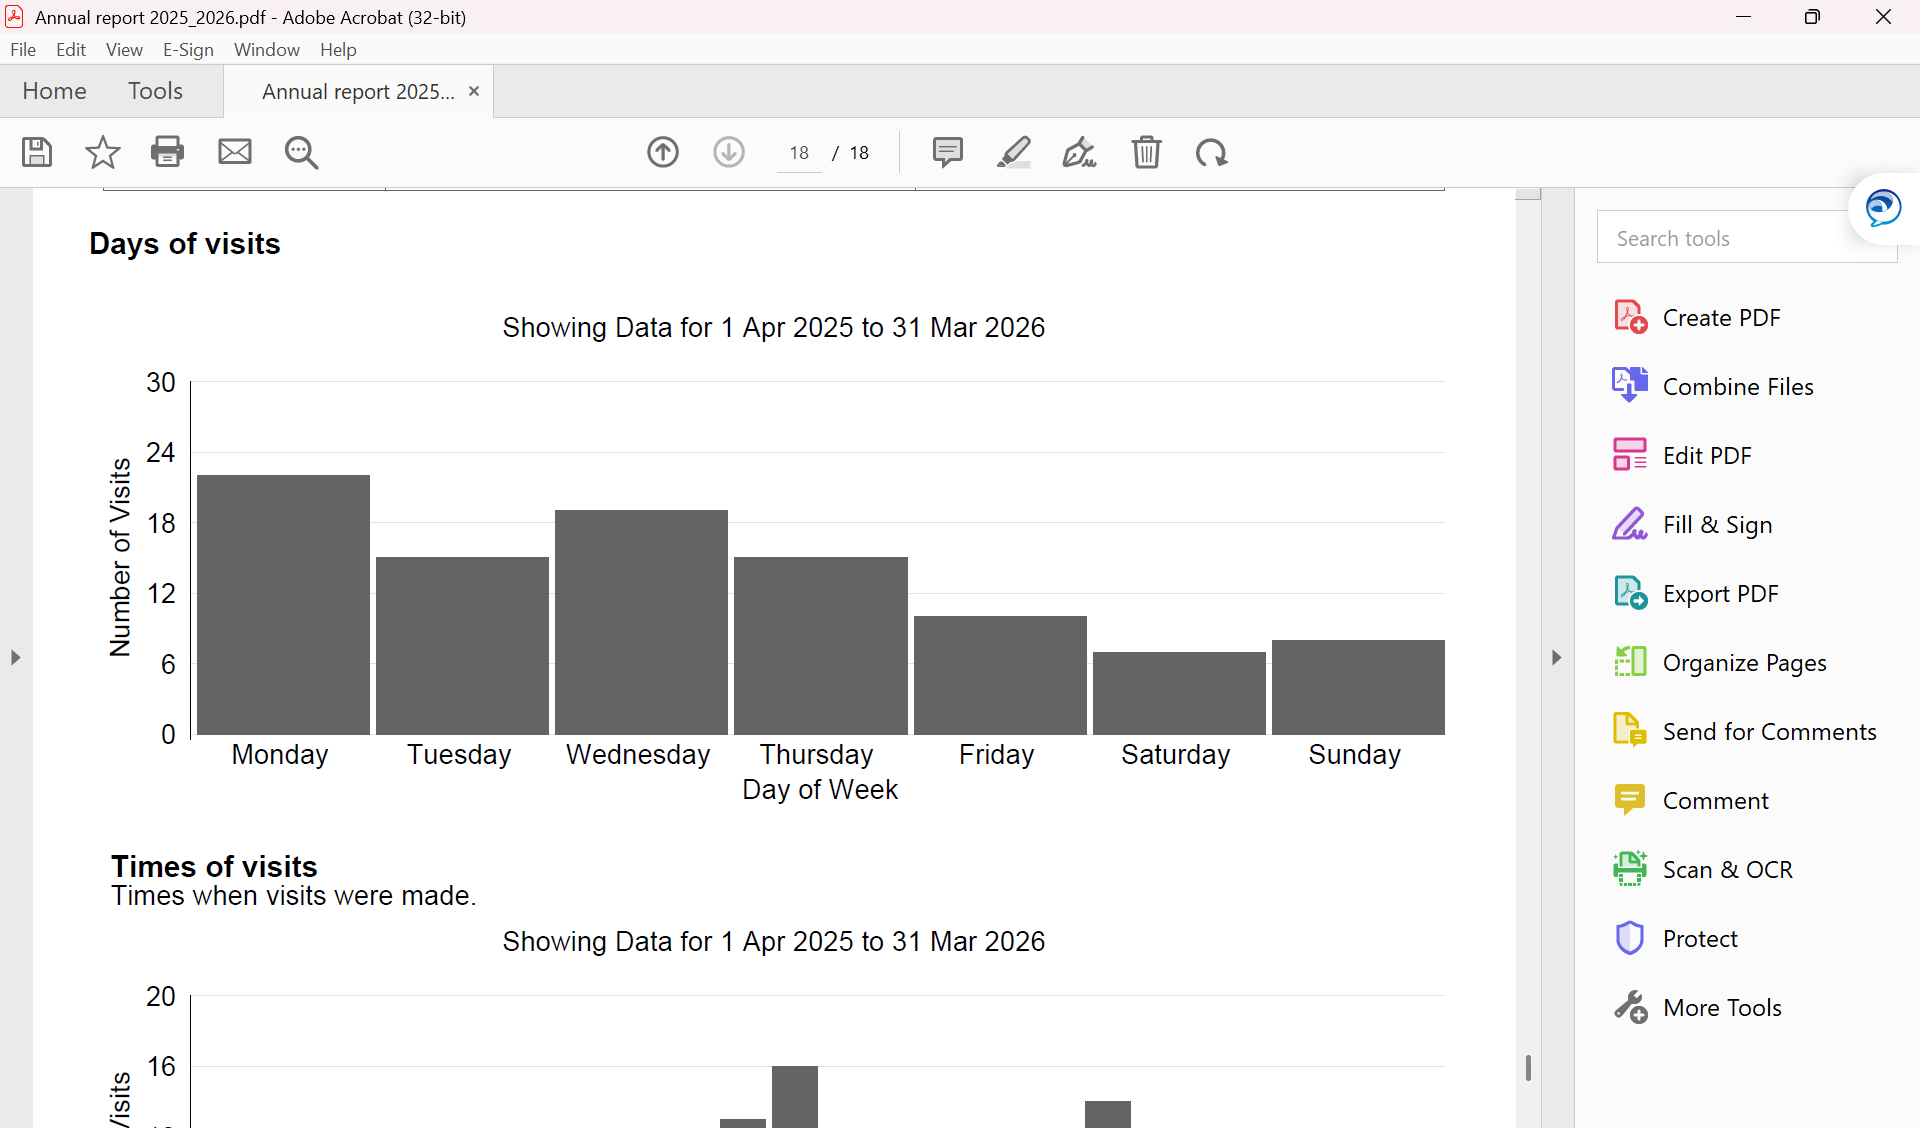 Annual report 2025_2026.pdf - Adobe Acrobat (32-bit)
File Edit View E-Sign Window Help
Home Tools Annual report 2025... ×
18 / 18
Search tools
Create PDF
Combine Files
Edit PDF
Fill & Sign
Export PDF
Organize Pages
Send for Comments
Comment
Scan & OCR
Protect
More Tools
Days of visits
Showing Data for 1 Apr 2025 to 31 Mar 2026
30
24
18
12
6
0
Number of Visits
Monday Tuesday Wednesday Thursday Friday Saturday Sunday
Day of Week
Times of visits
Times when visits were made.
Showing Data for 1 Apr 2025 to 31 Mar 2026
20
16
Visits